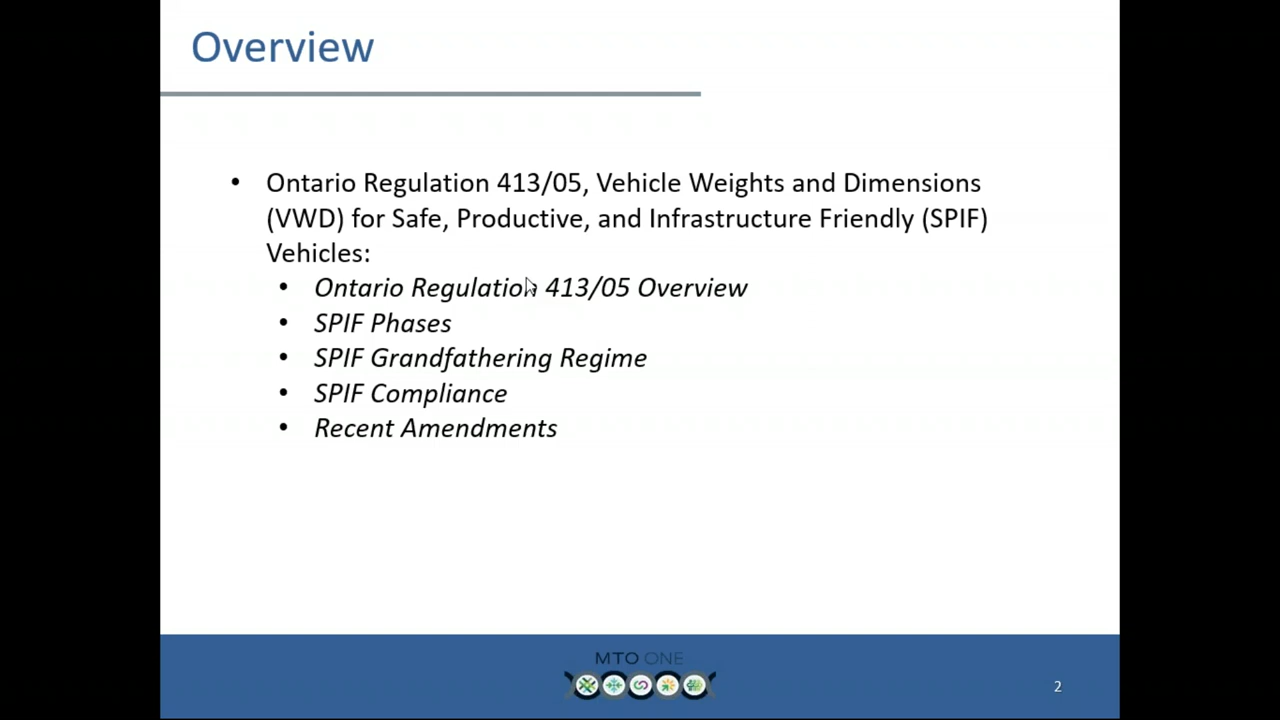 Overview
• Ontario Regulation 413/05, Vehicle Weights and Dimensions
(VWD) for Safe, Productive, and Infrastructure Friendly (SPIF)
Vehicles:
• Ontario Regulation 413/05 Overview
• SPIF Phases
• SPIF Grandfathering Regime
• SPIF Compliance
• Recent Amendments
MTO ONE
2